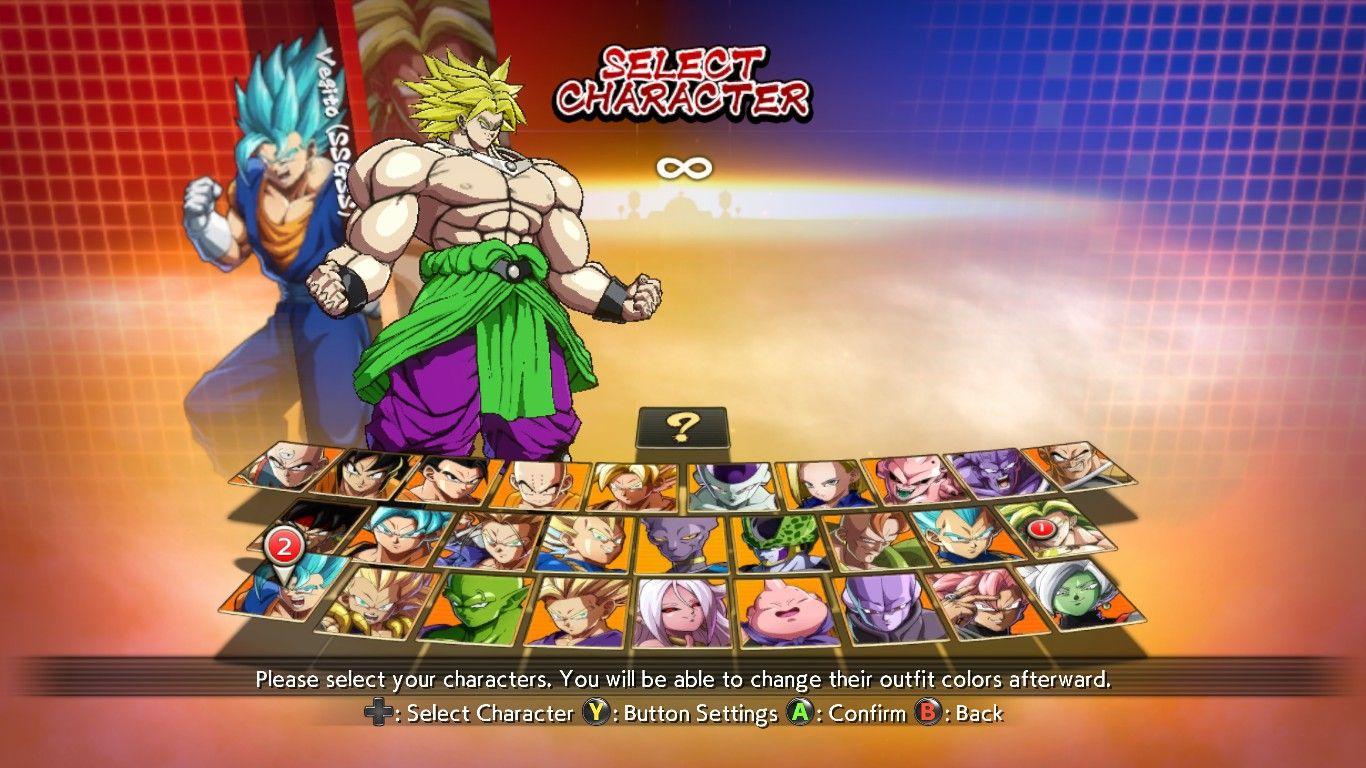 SELECT
CHARACTER
∞
Vegito (SSGSS)
?
1
2
Please select your characters. You will be able to change their outfit colors afterward.
: Select Character Y : Button Settings A : Confirm B : Back